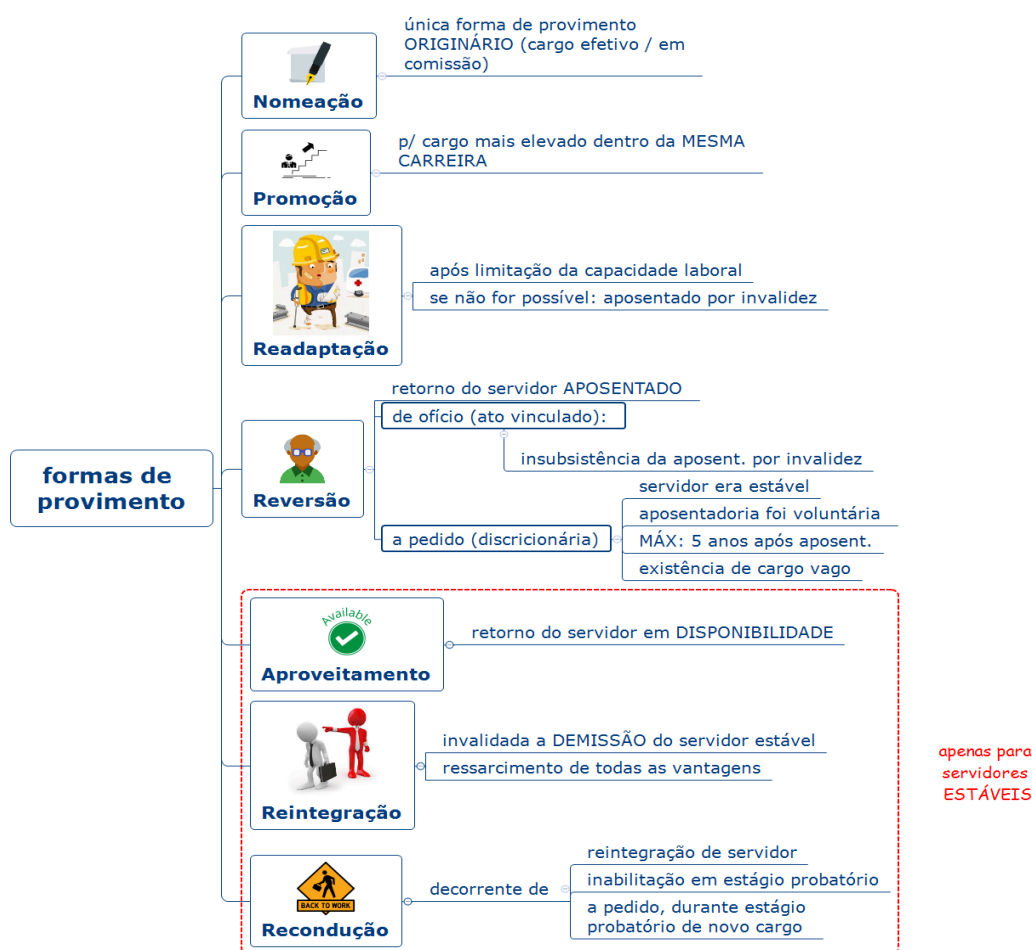 única forma de provimento
ORIGINÁRIO (cargo efetivo / em
comissão)
Nomeação
p/ cargo mais elevado dentro da MESMA
CARREIRA
Promoção
após limitação da capacidade laboral
se não for possível: aposentado por invalidez
Readaptação
formas de
provimento
retorno do servidor APOSENTADO
de ofício (ato vinculado):
insubsistência da aposent. por invalidez
Reversão
servidor era estável
aposentadoria foi voluntária
a pedido (discricionária)
MÁX: 5 anos após aposent.
existência de cargo vago
Available
retorno do servidor em DISPONIBILIDADE
Aproveitamento
invalidada a DEMISSÃO do servidor estável
ressarcimento de todas as vantagens
Reintegração
apenas para
servidores
ESTÁVEIS
reintegração de servidor
decorrente de
inabilitação em estágio probatório
BACK TO WORK
a pedido, durante estágio
probatório de novo cargo
Recondução